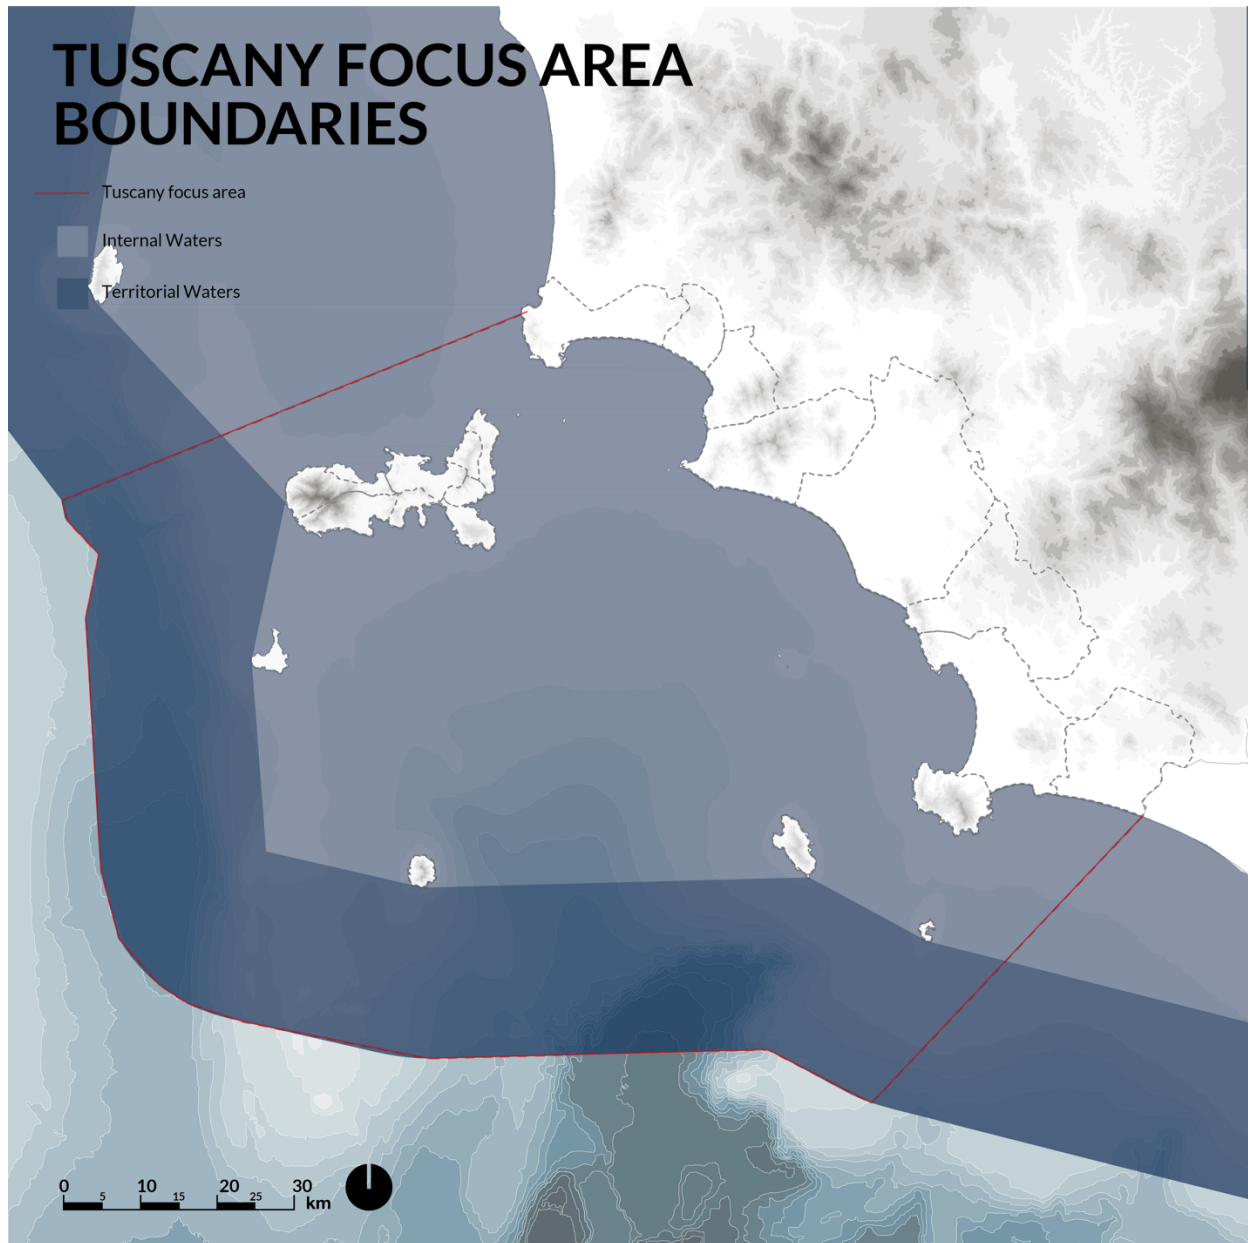 TUSCANY FOCUS AREA
BOUNDARIES
Tuscany focus area
Internal Waters
Territorial Waters
0 10 20 30
5 15 25 km